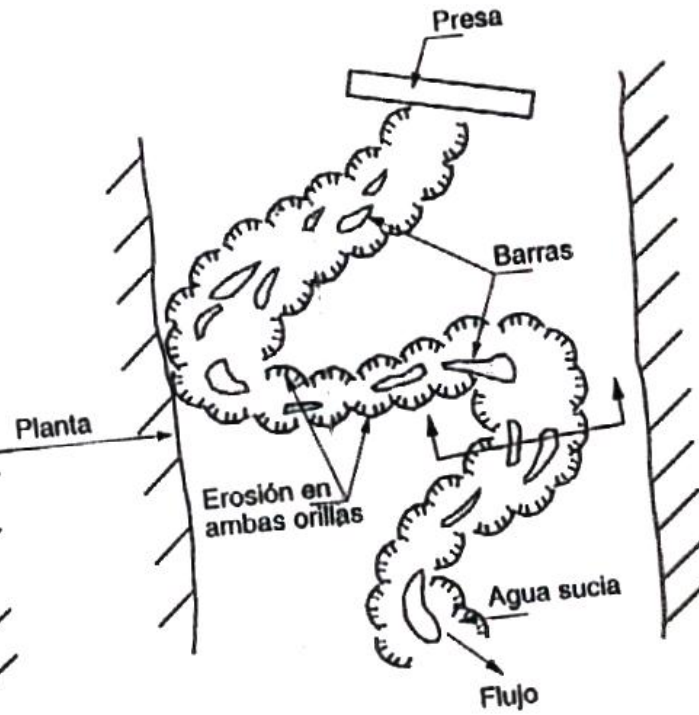 Presa
Barras
Planta
Erosión en
ambas orillas
Agua sucia
Flujo